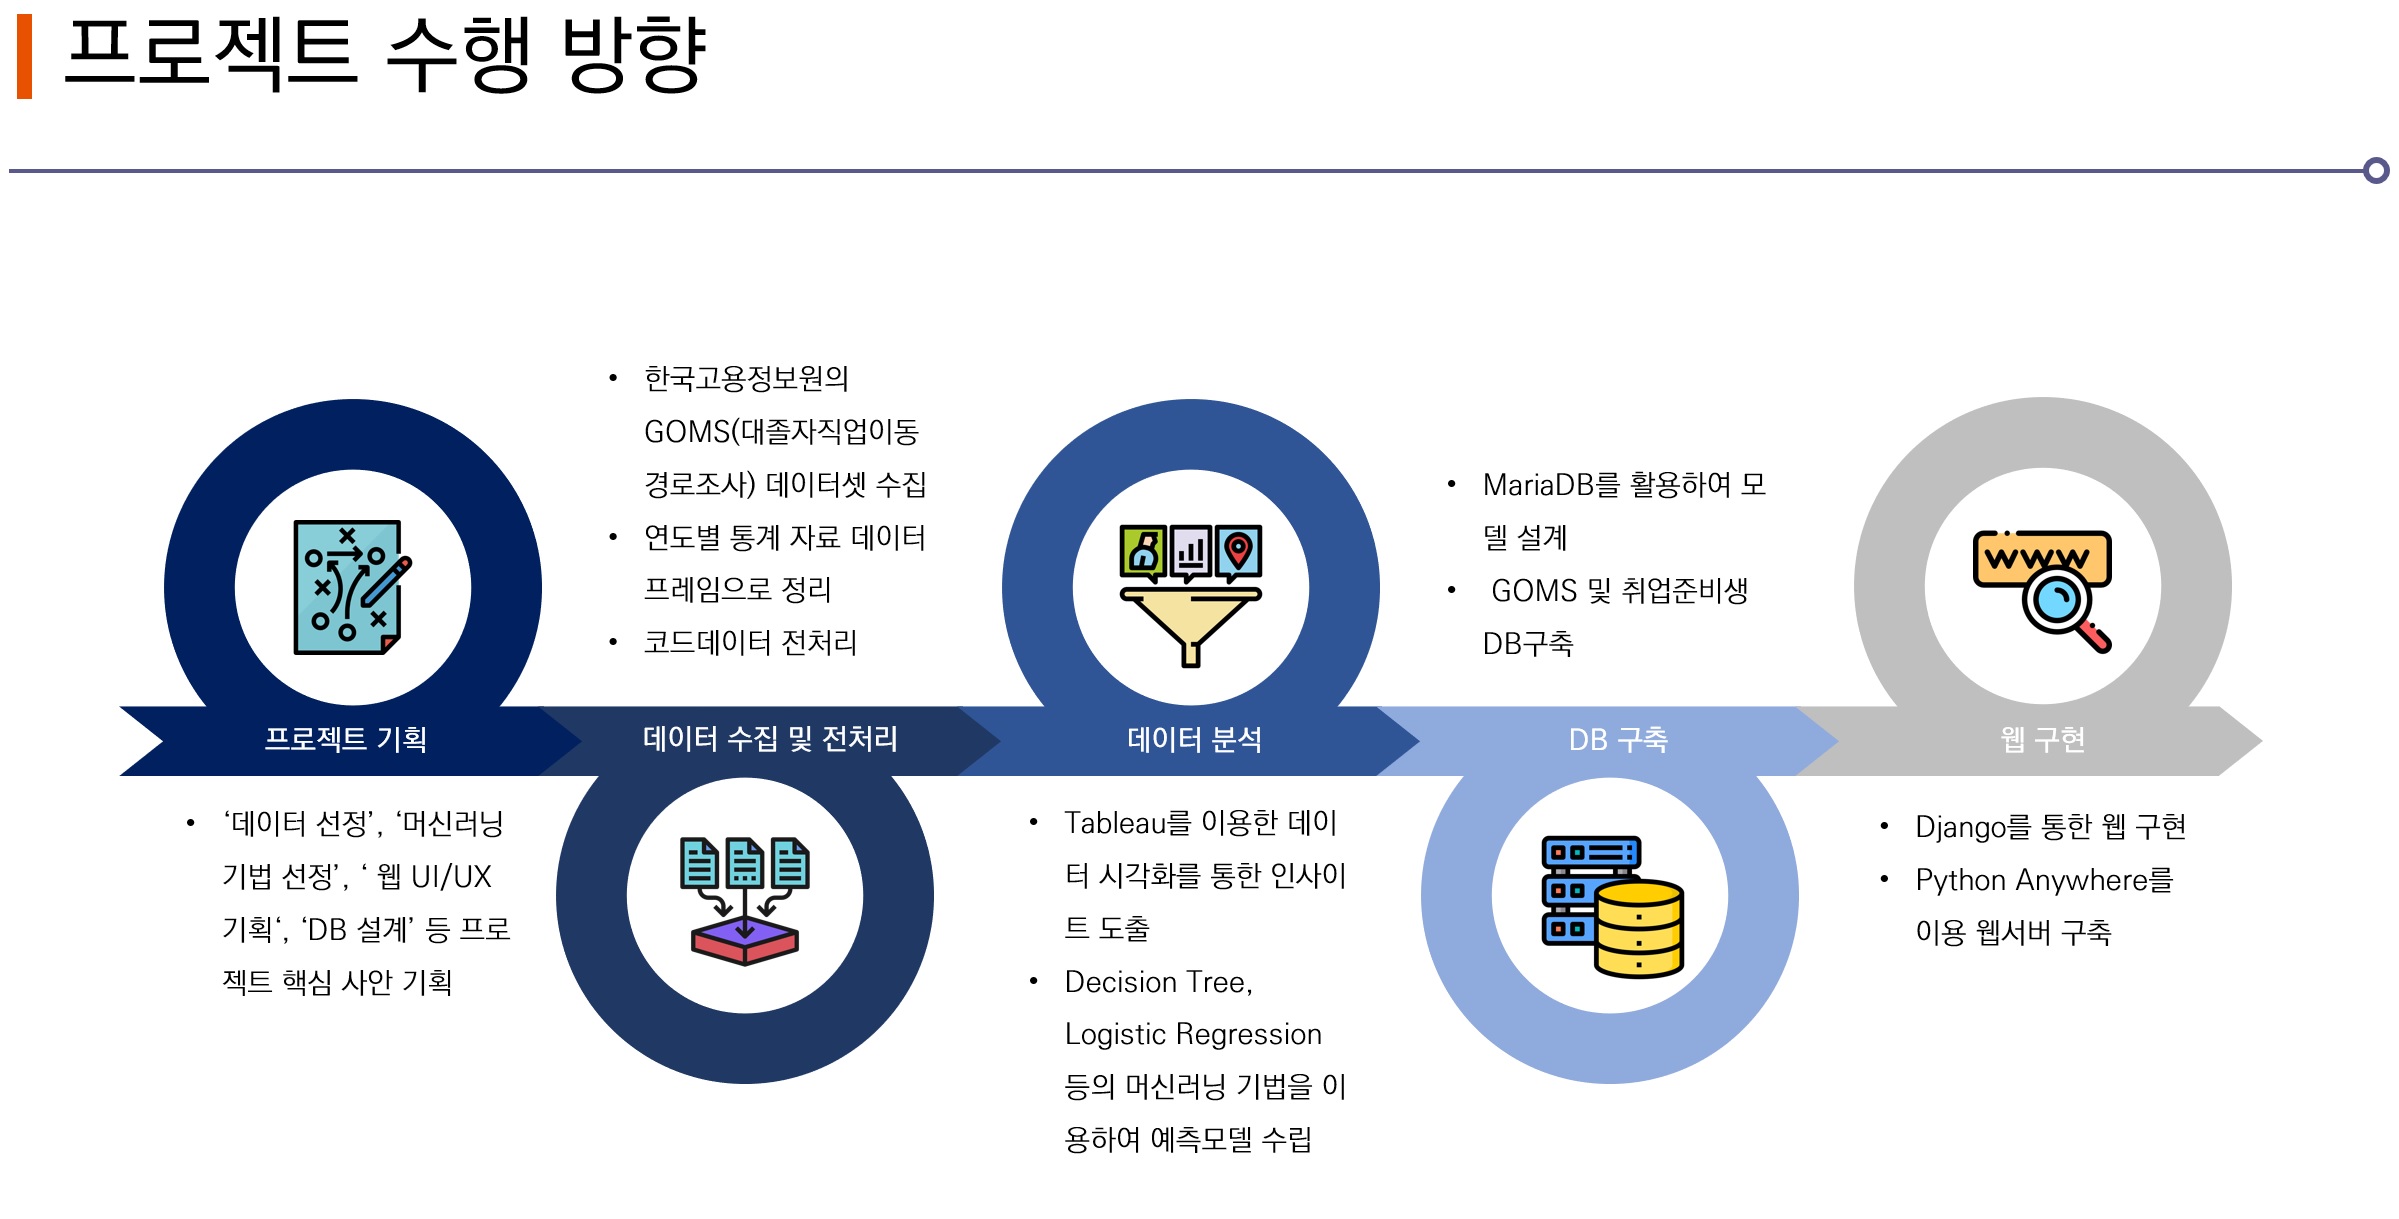 프로젝트 수행 방향
프로젝트 기획
• ‘데이터 선정’, ‘머신러닝
기법 선정’, ‘ 웹 UI/UX
기획‘, ‘DB 설계’ 등 프로
젝트 핵심 사안 기획
• 한국고용정보원의
GOMS(대졸자직업이동
경로조사) 데이터셋 수집
• 연도별 통계 자료 데이터
프레임으로 정리
• 코드데이터 전처리
데이터 수집 및 전처리
데이터 분석
• Tableau를 이용한 데이
터 시각화를 통한 인사이
트 도출
• Decision Tree,
Logistic Regression
등의 머신러닝 기법을 이
용하여 예측모델 수립
• MariaDB를 활용하여 모
델 설계
• GOMS 및 취업준비생
DB구축
DB 구축
WWW
웹 구현
• Django를 통한 웹 구현
• Python Anywhere를
이용 웹서버 구축